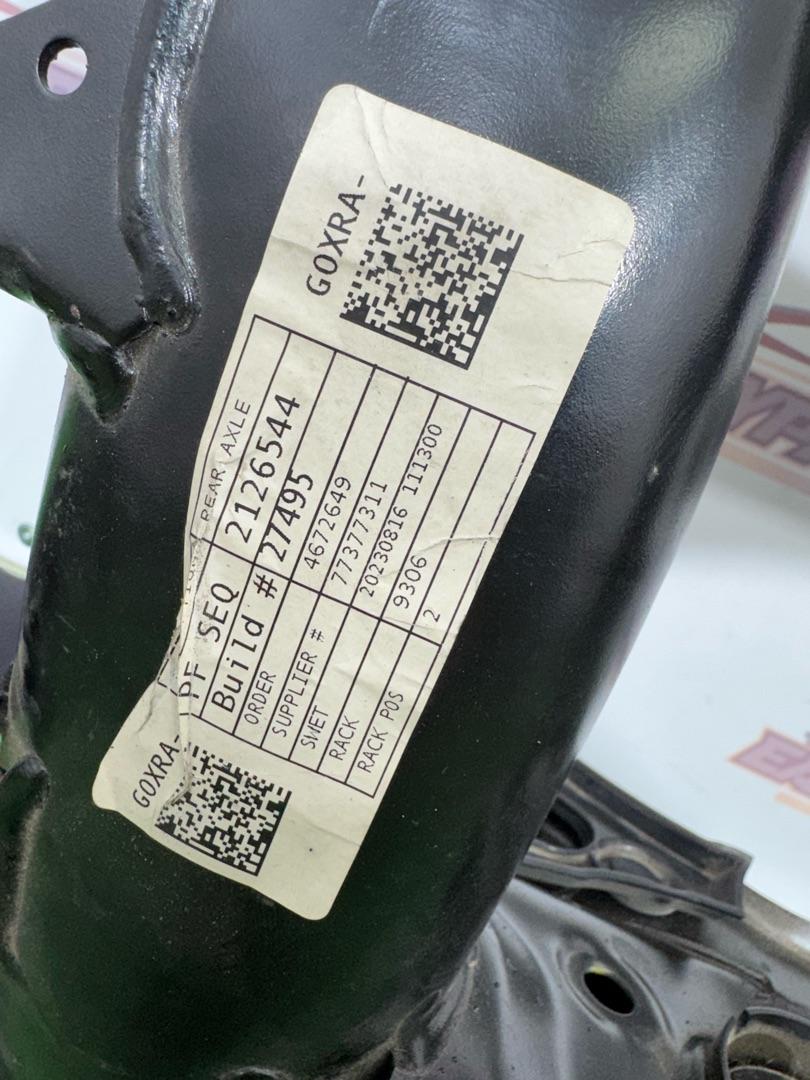 GOXRA-
REAR AXLE
PF SEQ 2126544
Build # 27495
ORDER 4672649
SUPPLIER # 77377311
SWET 20230816 111300
RACK 9306
RACK POS 2
GOXRA-